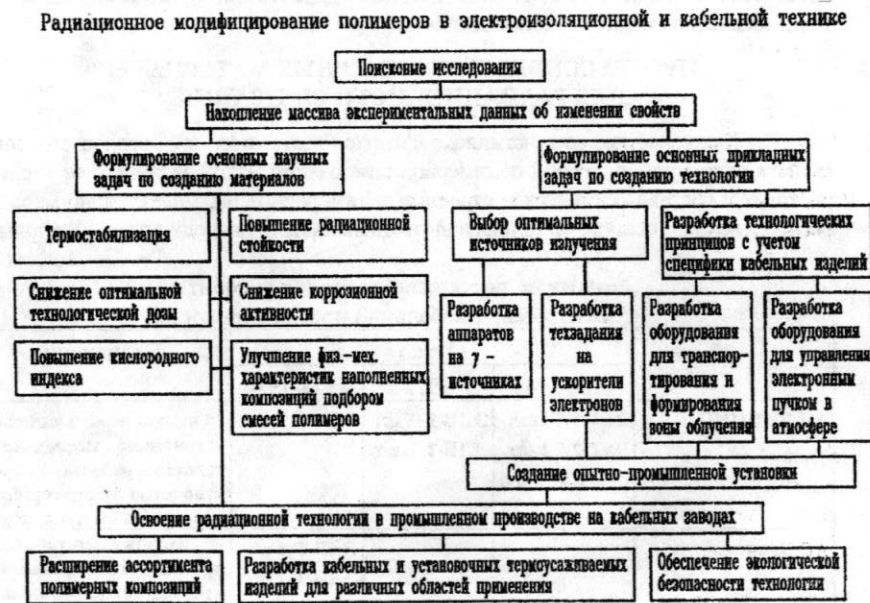 Радиационное модифицирование полимеров в электроизоляционной и кабельной технике
Поисковые исследования
Накопление массива экспериментальных данных об изменении свойств
Формулирование основных научных
задач по созданию материалов
Формулирование основных прикладных
задач по созданию технологии
Термостабилизация
Повышение радиационной
стойкости
Снижение оптимальной
технологической дозы
Снижение коррозионной
активности
Повышение кислородного
индекса
Улучшение физ.-мех.
характеристик наполненных
композиций подбором
смесей полимеров
Выбор оптимальных
источников излучения
Разработка технологических
принципов с учетом
специфики кабельных изделий
Разработка
аппаратов
на γ -
источниках
Разработка
техзадания
на
ускорители
электронов
Разработка
оборудования
для транспор-
тирования и
формирования
зоны облучения
Разработка
оборудования
для управления
электронным
пучком в
атмосфере
Создание опытно-промышленной установки
Освоение радиационной технологии в промышленном производстве на кабельных заводах
Расширение ассортимента
полимерных композиций
Разработка кабельных и установочных термоусаживаемых
изделий для различных областей применения
Обеспечение экологической
безопасности технологии